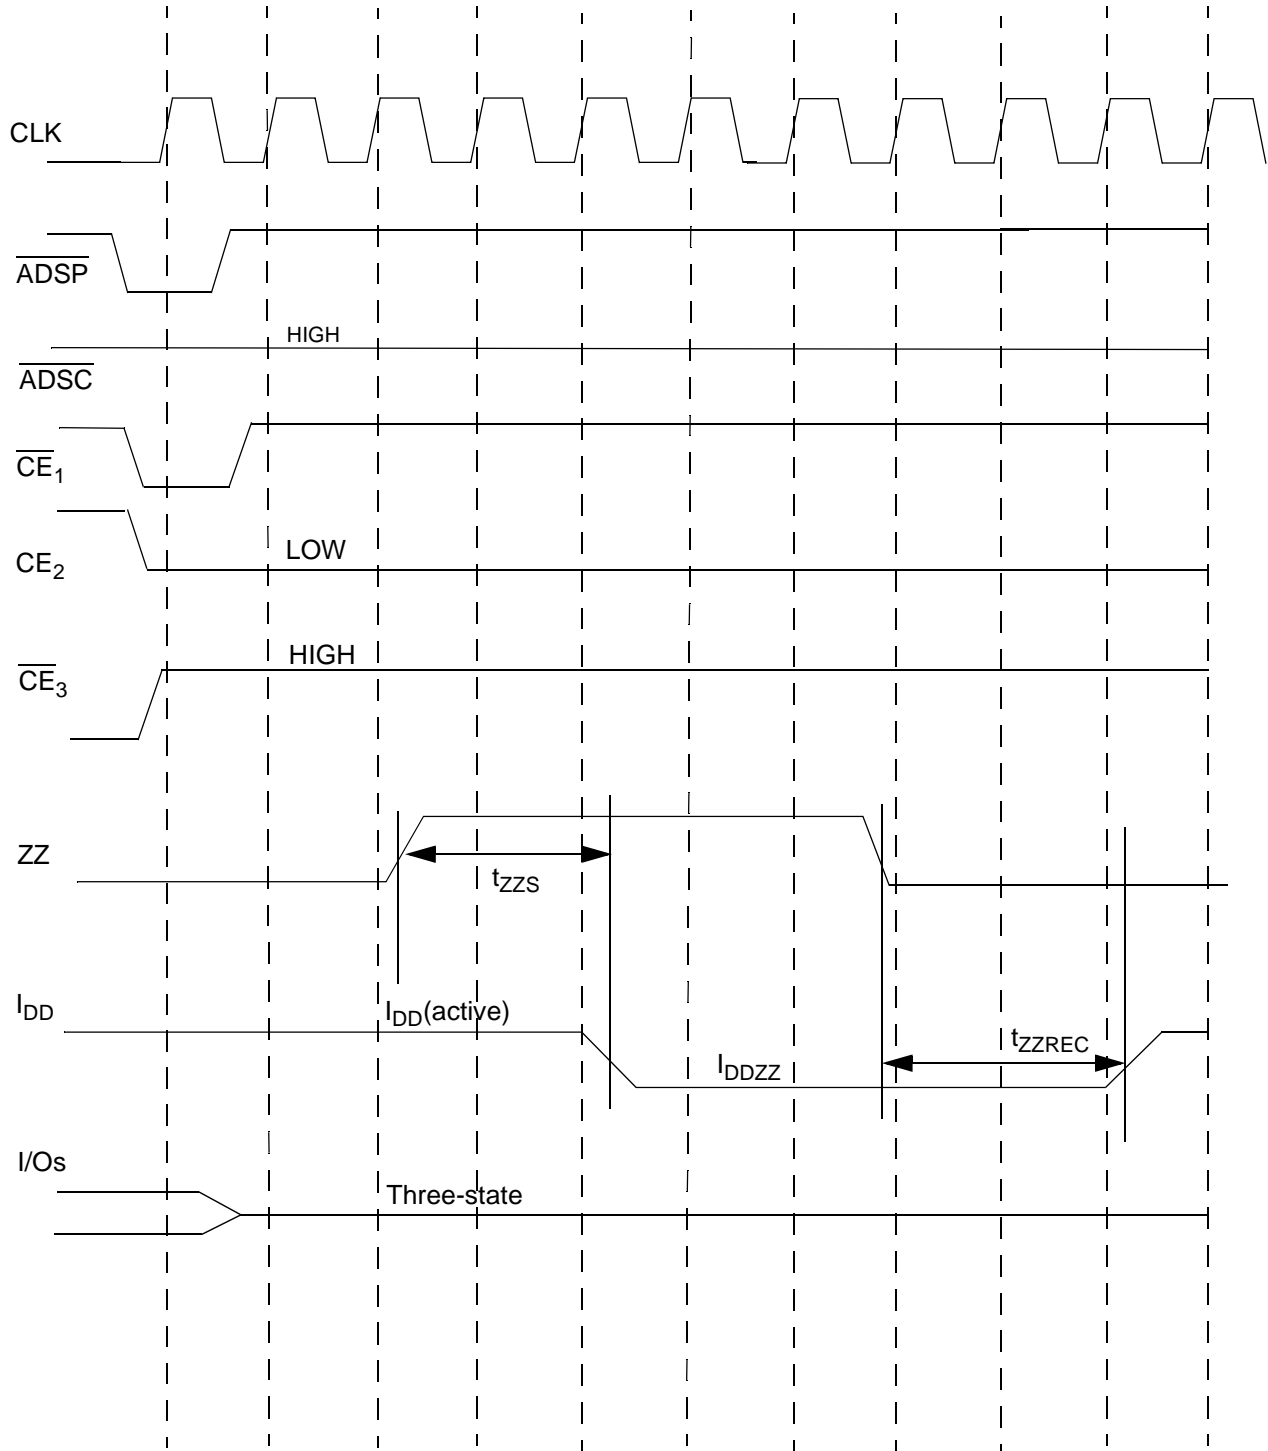 CLK
ADSP
HIGH
ADSC
CE1
LOW
CE2
HIGH
CE3
ZZ
tZZS
IDD
IDD(active)
tZZREC
IDDZZ
I/Os
Three-state